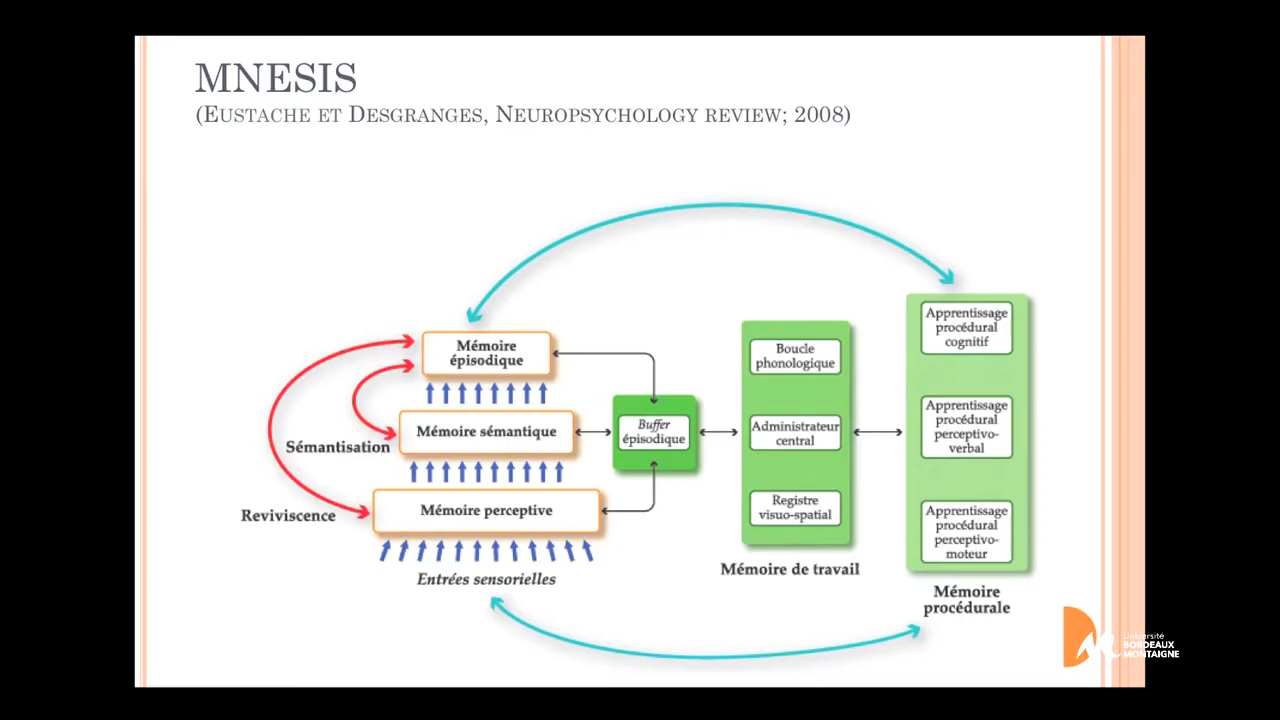 MNESIS
(Eustache et Desgranges, Neuropsychology review; 2008)
Mémoire
épisodique
Sémantisation
Mémoire sémantique
Reviviscence
Mémoire perceptive
Entrées sensorielles
Buffer
épisodique
Boucle
phonologique
Administrateur
central
Registre
visuo-spatial
Mémoire de travail
Apprentissage
procédural
cognitif
Apprentissage
procédural
perceptivo-
verbal
Apprentissage
procédural
perceptivo-
moteur
Mémoire
procédurale
Université
BORDEAUX
MONTAIGNE